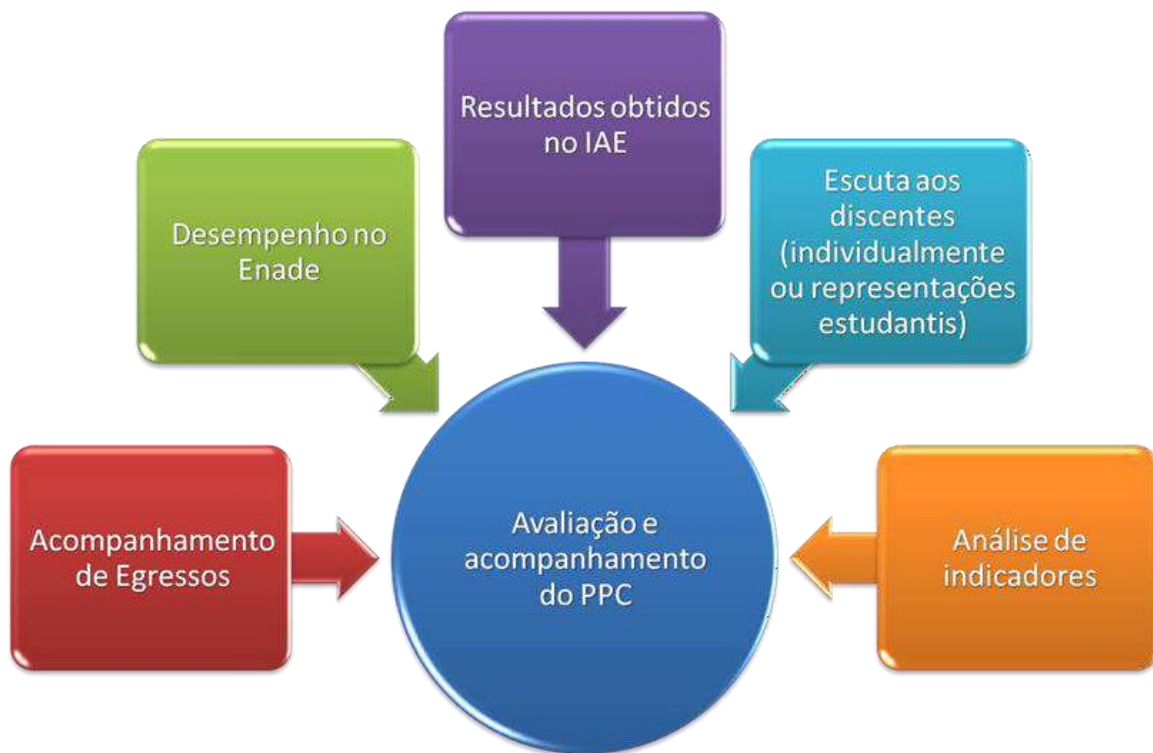 Resultados obtidos
no IAE
Desempenho no
Enade
Escuta aos
discentes
(individualmente
ou representações
estudantis)
Acompanhamento
de Egressos
Avaliação e
acompanhamento
do PPC
Análise de
indicadores